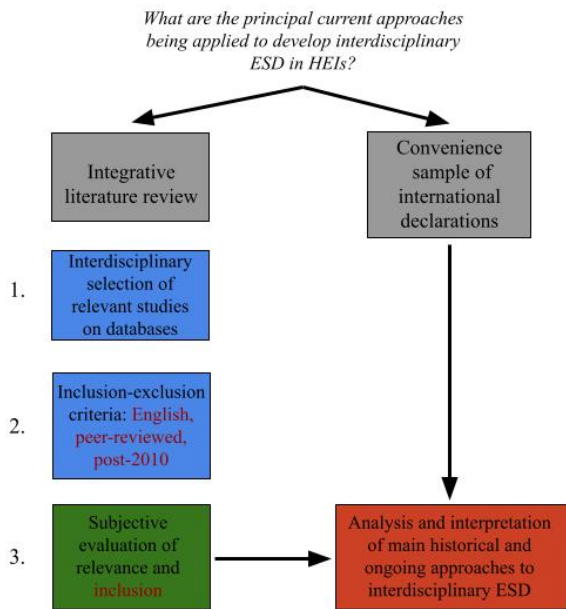 What are the principal current approaches
being applied to develop interdisciplinary
ESD in HEIs?
Integrative
literature review
Convenience
sample of
international
declarations
1.
Interdisciplinary
selection of
relevant studies
on databases
2.
Inclusion-exclusion
criteria: English,
peer-reviewed,
post-2010
3.
Subjective
evaluation of
relevance and
inclusion
Analysis and interpretation
of main historical and
ongoing approaches to
interdisciplinary ESD